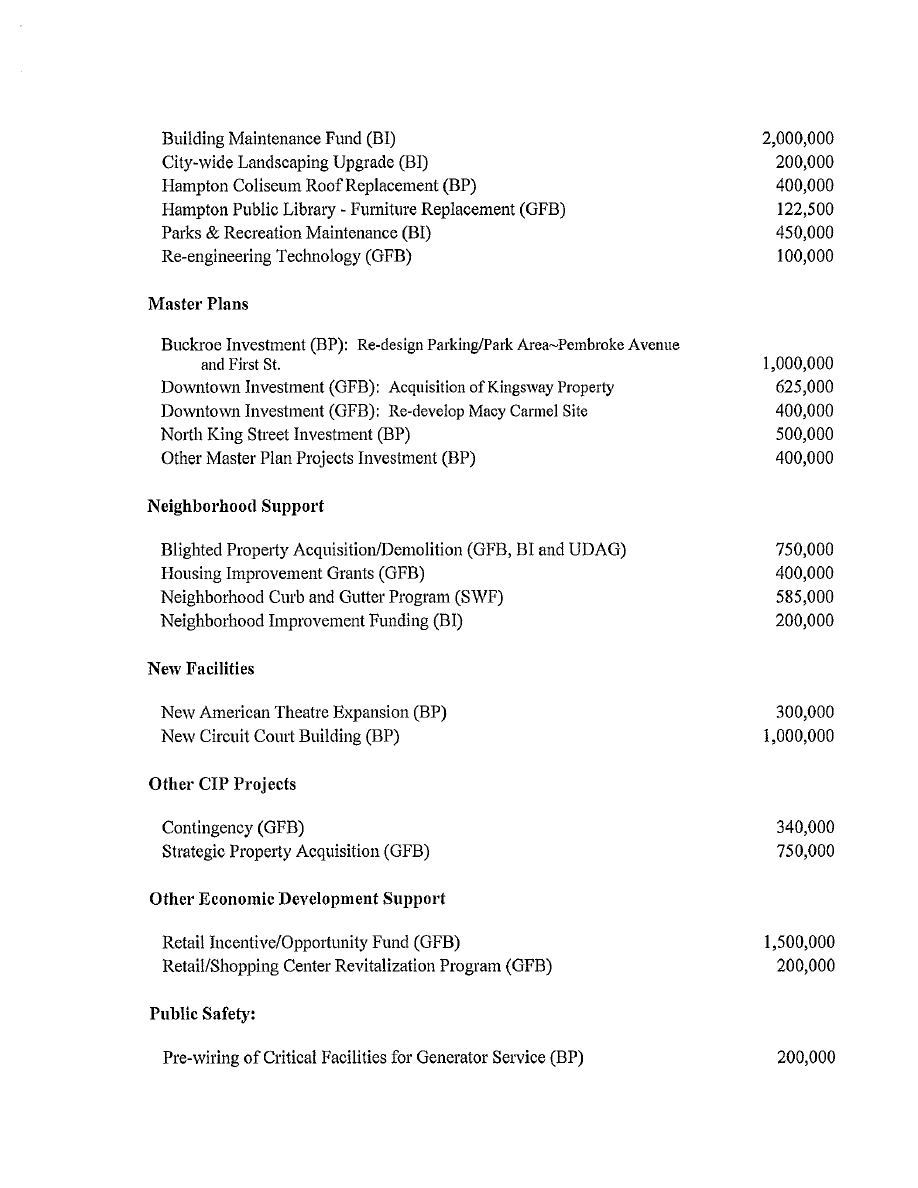 Building Maintenance Fund (BI) 2,000,000
City-wide Landscaping Upgrade (BI) 200,000
Hampton Coliseum Roof Replacement (BP) 400,000
Hampton Public Library - Furniture Replacement (GFB) 122,500
Parks & Recreation Maintenance (BI) 450,000
Re-engineering Technology (GFB) 100,000
Master Plans
Buckroe Investment (BP): Re-design Parking/Park Area~Pembroke Avenue
and First St. 1,000,000
Downtown Investment (GFB): Acquisition of Kingsway Property 625,000
Downtown Investment (GFB): Re-develop Macy Carmel Site 400,000
North King Street Investment (BP) 500,000
Other Master Plan Projects Investment (BP) 400,000
Neighborhood Support
Blighted Property Acquisition/Demolition (GFB, BI and UDAG) 750,000
Housing Improvement Grants (GFB) 400,000
Neighborhood Curb and Gutter Program (SWF) 585,000
Neighborhood Improvement Funding (BI) 200,000
New Facilities
New American Theatre Expansion (BP) 300,000
New Circuit Court Building (BP) 1,000,000
Other CIP Projects
Contingency (GFB) 340,000
Strategic Property Acquisition (GFB) 750,000
Other Economic Development Support
Retail Incentive/Opportunity Fund (GFB) 1,500,000
Retail/Shopping Center Revitalization Program (GFB) 200,000
Public Safety:
Pre-wiring of Critical Facilities for Generator Service (BP) 200,000